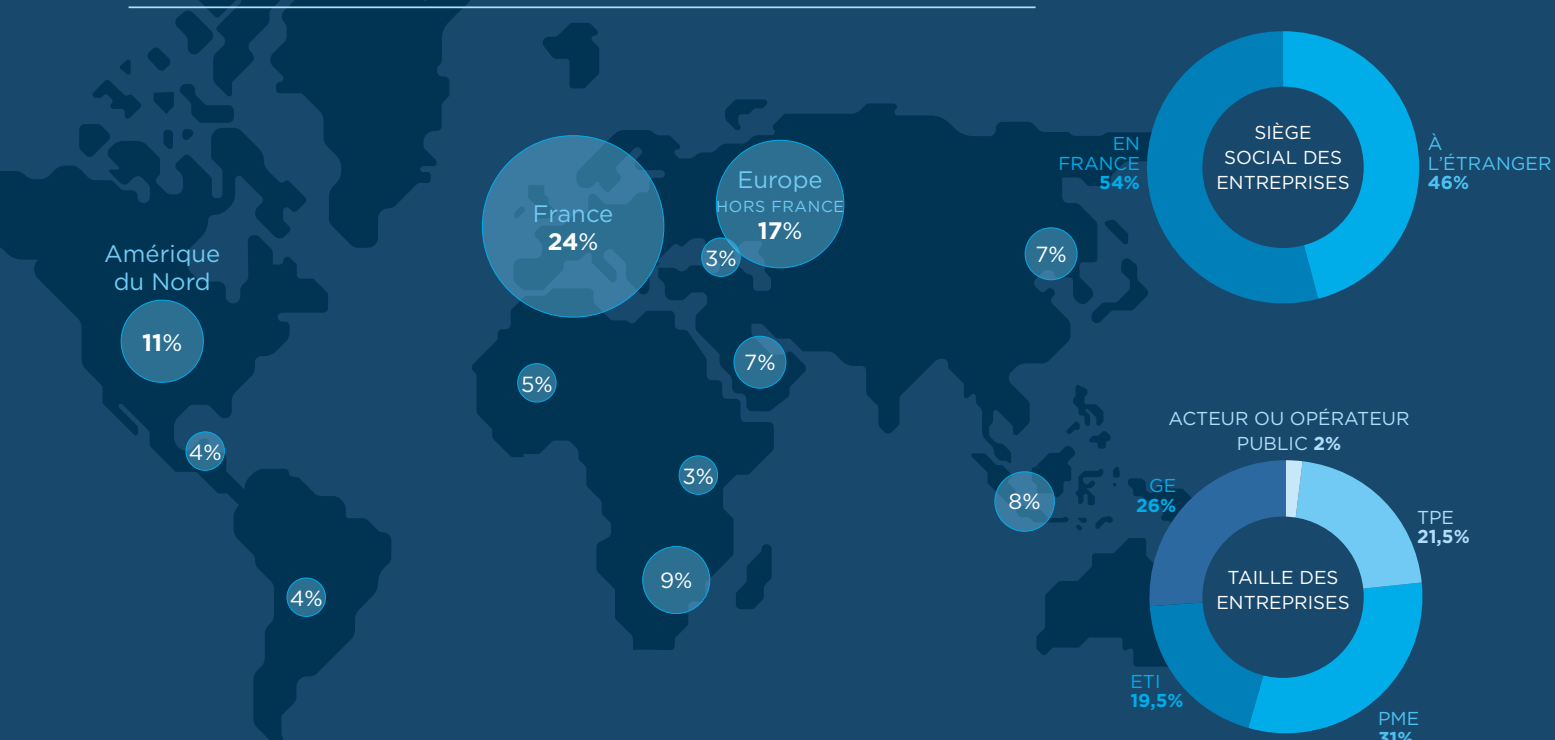 France
24%
Europe
HORS FRANCE
17%
3%
7%
Amérique
du Nord
11%
5%
7%
4%
3%
8%
9%
4%
SIÈGE
SOCIAL DES
ENTREPRISES
EN
FRANCE
54%
À
L'ÉTRANGER
46%
ACTEUR OU OPÉRATEUR
PUBLIC 2%
GE
26%
TPE
21,5%
TAILLE DES
ENTREPRISES
ETI
19,5%
PME
31%